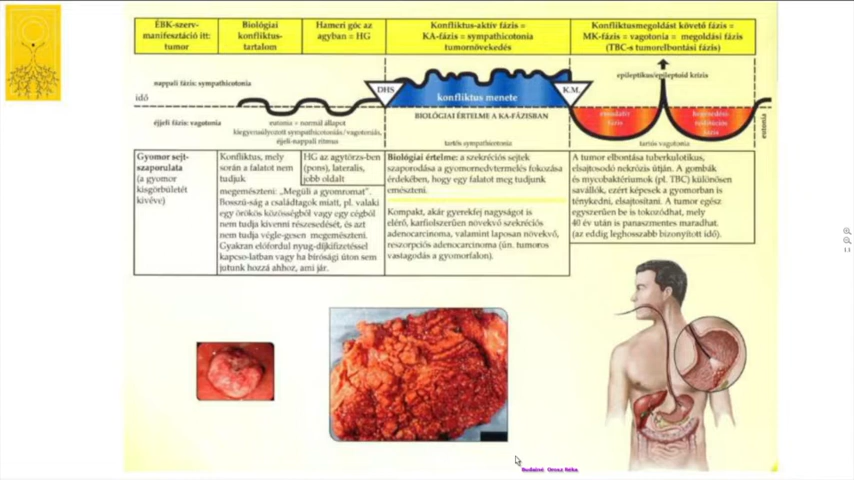 ÉBK-szerv-
manifesztáció itt:
tumor
Biológiai
konfliktus-
tartalom
Hameri góc az
agyban = HG
Konfliktus-aktív fázis =
KA-fázis = sympathicotonia
tumornövekedés
Konfliktusmegoldást követő fázis =
MK-fázis = vagotonia = megoldási fázis
(TBC-s tumorelbontási fázis)
nappali fázis: sympathicotonia
idő
éjjeli fázis: vagotonia
eutonia = normál állapot
kiegyensúlyozott sympathicotoniás/vagotoniás,
éjjeli-nappali ritmus
DHS
konfliktus menete
K.M.
BIOLÓGIAI ÉRTELME A KA-FÁZISBAN
tartós sympathicotonia
epileptikus/epileptoid krízis
exsudatív
fázis
fázis
tartós vagotonia
eutonia
Gyomor sejt-
szaporulata
(a gyomor
kisgörbületét
kivéve)
Konfliktus, mely
során a falatot nem
tudjuk
megemészteni: „Megüli a gyomromat”.
Bosszú-ság a családtagok miatt, pl. valaki
egy örökös közösségből vagy egy cégből
nem tudja kivenni részesedését, és azt
nem tudja végle-gesen megemészteni.
Gyakran előfordul nyug-díjkifizetéssel
kapcso-latban vagy ha bírósági úton sem
jutunk hozzá ahhoz, ami jár.
HG az agytörzs-ben
(pons), lateralis,
jobb oldalt
Biológiai értelme: a szekréciós sejtek
szaporodása a gyomornedvtermelés fokozása
érdekében, hogy egy falatot meg tudjunk
emészteni.
Kompakt, akár gyerekfej nagyságot is
elérő, karfiolszerűen növekvő szekréciós
adenocarcinoma, valamint laposan növekvő,
reszorpciós adenocarcinoma (ún. tumoros
vastagodás a gyomorfalon).
A tumor elbontása tuberkulotikus,
elsajtosodó nekrózis útján. A gombák
és mycobaktériumok (pl. TBC) különösen
savállók, ezért képesek a gyomorban is
ténykedni, elsajtosítani. A tumor egész
egyszerűen be is tokozódhat, mely
40 év után is panaszmentes maradhat.
(az eddig leghosszabb bizonyított idő).
Budainé Orosz Réka